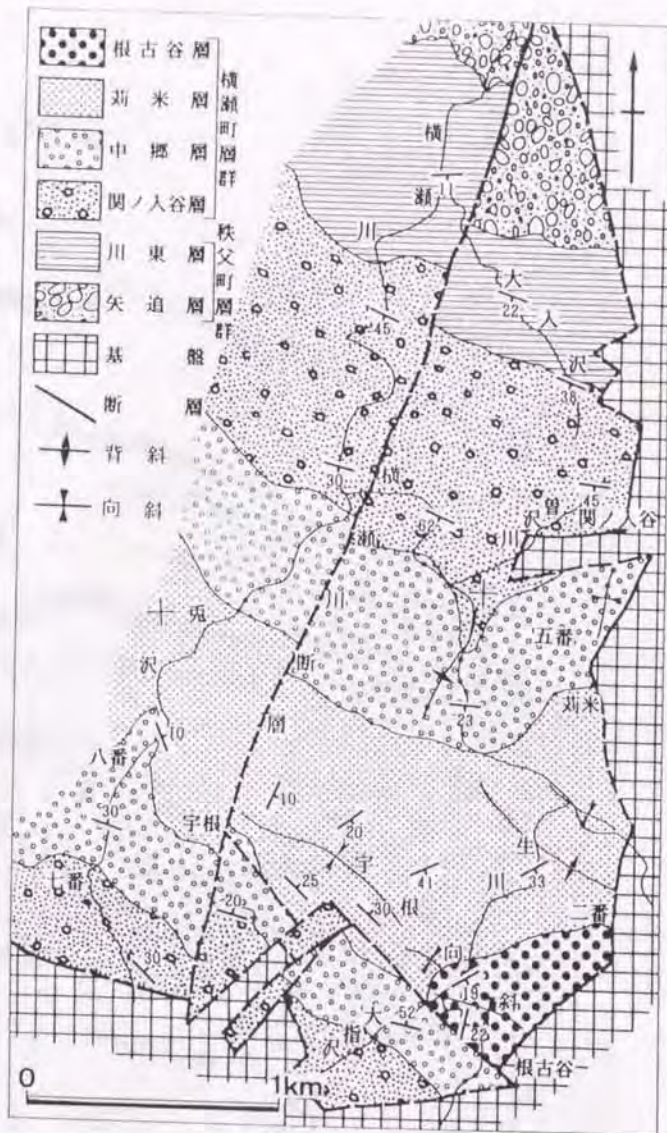 根古谷層
苅米層
中郷層
関ノ入谷層
横瀬町層群
川東層
矢迫層
秩父町層群
基盤
断層
背斜
向斜
横瀬川
11
大入沢
22
45
38
30
横瀬川断層
62
45
曽沢川
関ノ入谷
五番
23
苅米
兎沢
10
八番
30
宇根
七番
20
30
10
20
25
宇根向斜
41
30
生川
33
二番
19
22
52
大指沢
根古谷
0
1km